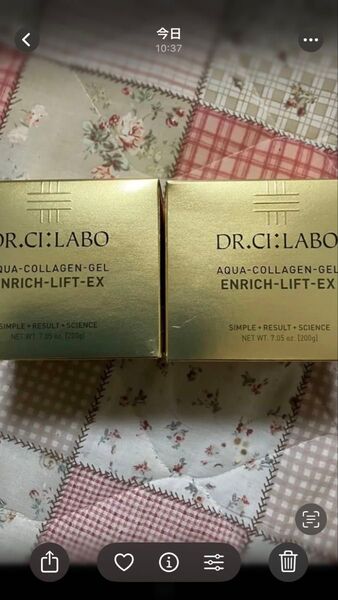 今日
10:37
DR.CI:LABO
AQUA-COLLAGEN-GEL
ENRICH-LIFT-EX
SIMPLE+RESULT+SCIENCE
NET WT. 7.05 oz. [200g]
DR.CI:LABO
AQUA-COLLAGEN-GEL
ENRICH-LIFT-EX
SIMPLE+RESULT+SCIENCE
NET WT. 7.05 oz. [200g]